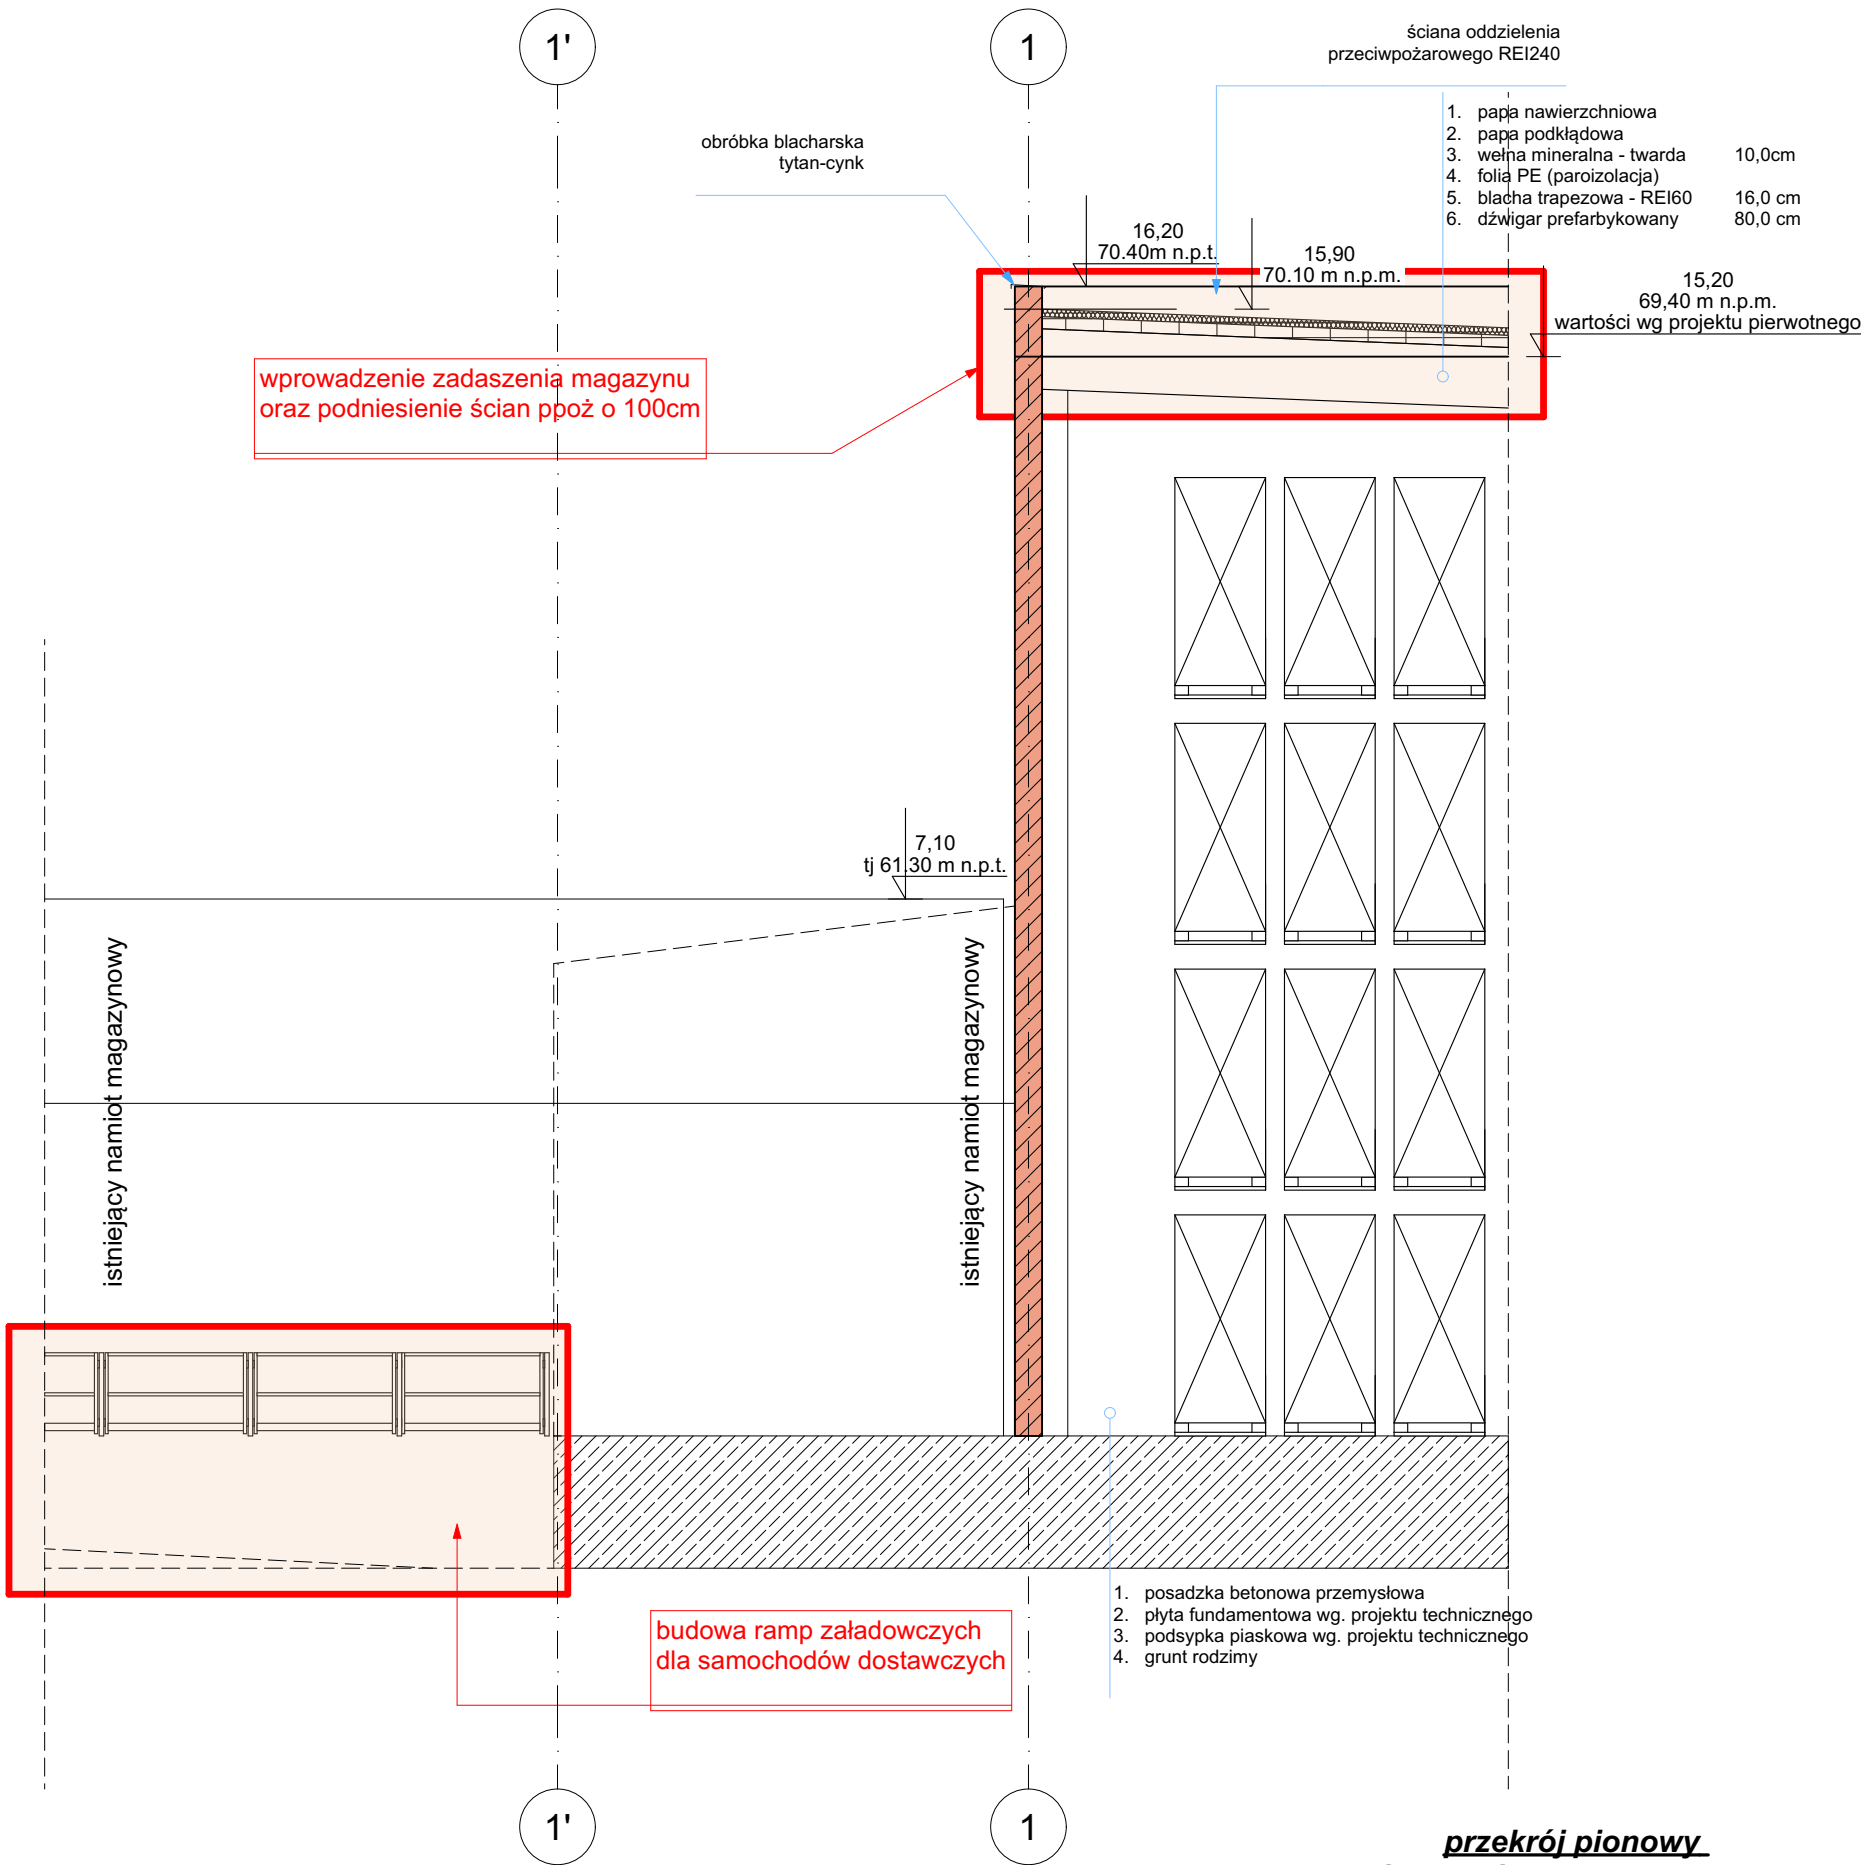 1'
1
ściana oddzielenia
przeciwpożarowego REI240
1. papa nawierzchniowa
2. papa podkłądowa
3. wełna mineralna - twarda 10,0cm
4. folia PE (paroizolacja)
5. blacha trapezowa - REI60 16,0 cm
6. dźwigar prefarbykowany 80,0 cm
obróbka blacharska
tytan-cynk
16,20
70.40m n.p.t.
15,90
70.10 m n.p.m.
15,20
69,40 m n.p.m.
wartości wg projektu pierwotnego
wprowadzenie zadaszenia magazynu
oraz podniesienie ścian ppoż o 100cm
7,10
tj 61.30 m n.p.t.
istniejący namiot magazynowy
istniejący namiot magazynowy
1. posadzka betonowa przemysłowa
2. płyta fundamentowa wg. projektu technicznego
3. podsypka piaskowa wg. projektu technicznego
4. grunt rodzimy
budowa ramp załadowczych
dla samochodów dostawczych
1'
1
przekrój pionowy